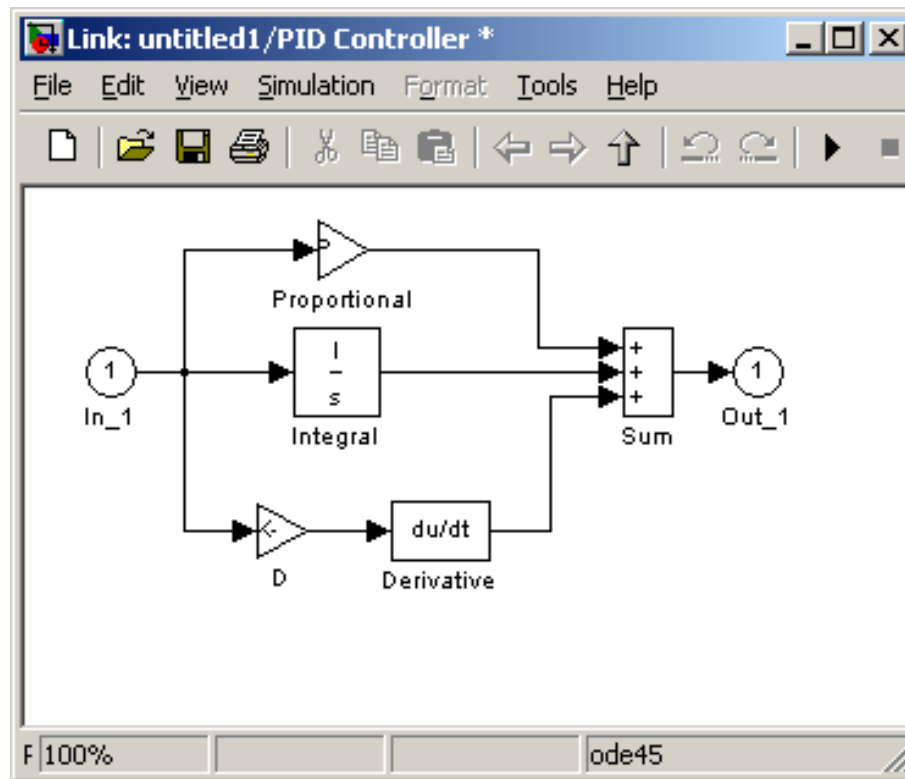 Link: untitled1/PID Controller *
File Edit View Simulation Format Tools Help
Proportional
1
In_1
I
s
Integral
+
+
+
Sum
1
Out_1
D
du/dt
Derivative
F 100%
ode45